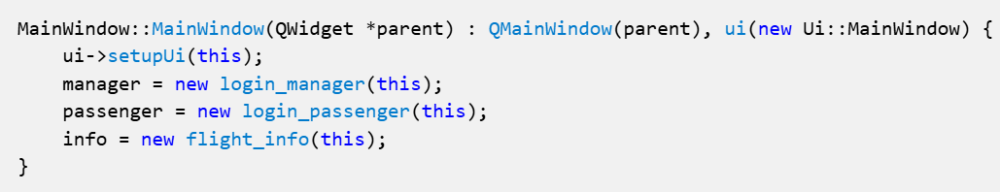 MainWindow::MainWindow(QWidget *parent) : QMainWindow(parent), ui(new Ui::MainWindow) {
    ui->setupUi(this);
    manager = new login_manager(this);
    passenger = new login_passenger(this);
    info = new flight_info(this);
}